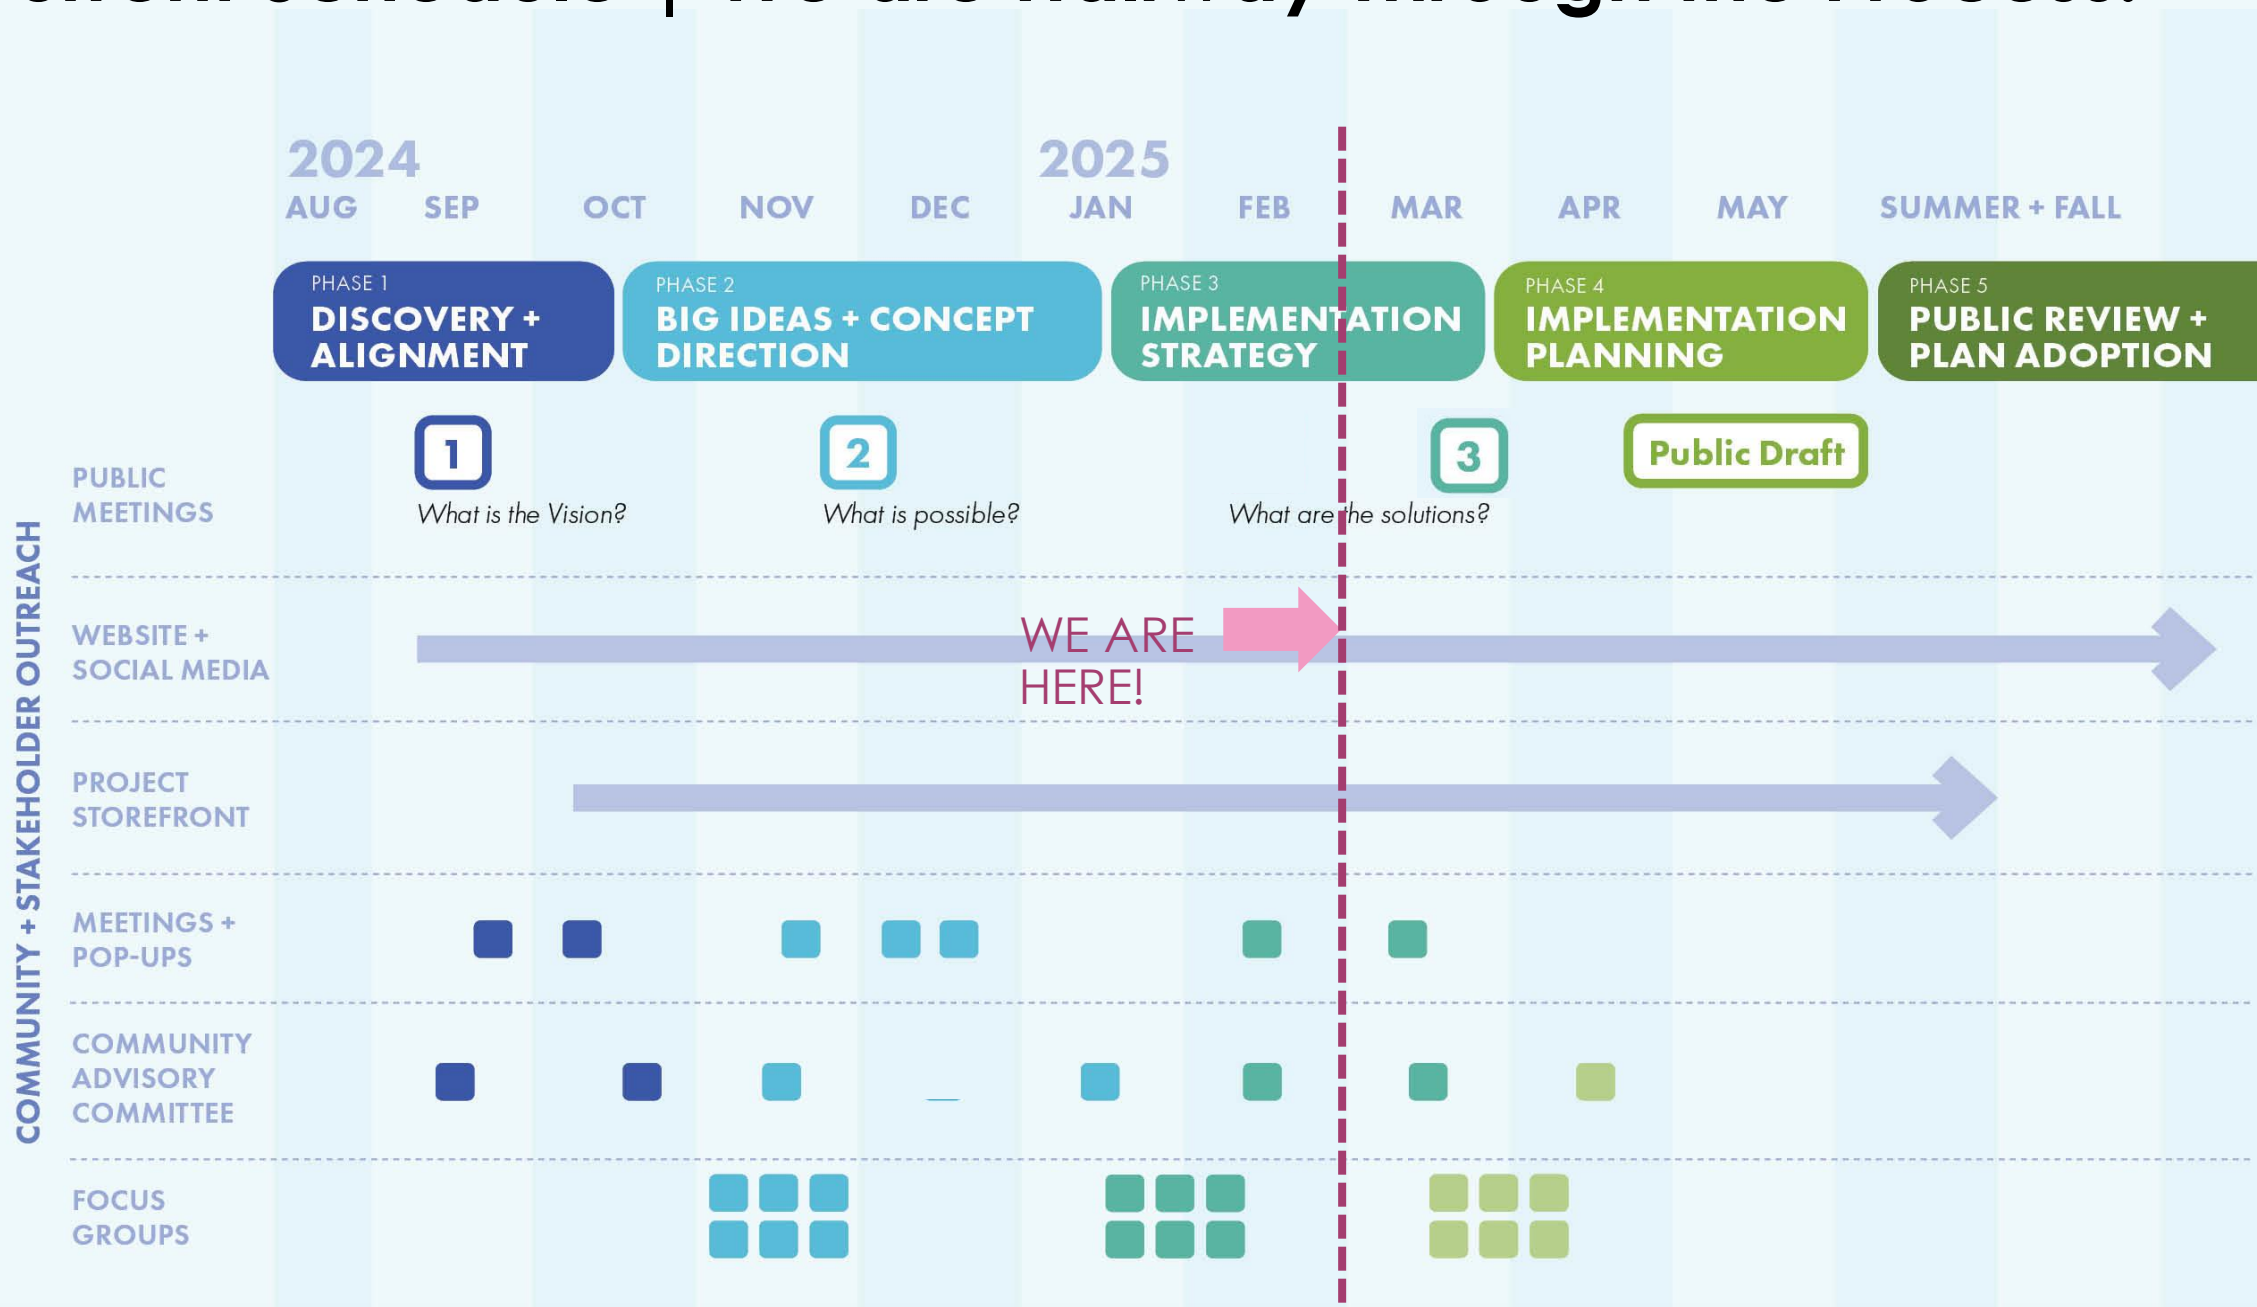 2024
2025
AUG SEP OCT NOV DEC JAN FEB MAR APR MAY SUMMER + FALL
PHASE 1
DISCOVERY +
ALIGNMENT
PHASE 2
BIG IDEAS + CONCEPT
DIRECTION
PHASE 3
IMPLEMENTATION
STRATEGY
PHASE 4
IMPLEMENTATION
PLANNING
PHASE 5
PUBLIC REVIEW +
PLAN ADOPTION
COMMUNITY + STAKEHOLDER OUTREACH
PUBLIC
MEETINGS
1
What is the Vision?
2
What is possible?
3
What are the solutions?
Public Draft
WEBSITE +
SOCIAL MEDIA
WE ARE
HERE!
PROJECT
STOREFRONT
MEETINGS +
POP-UPS
COMMUNITY
ADVISORY
COMMITTEE
FOCUS
GROUPS